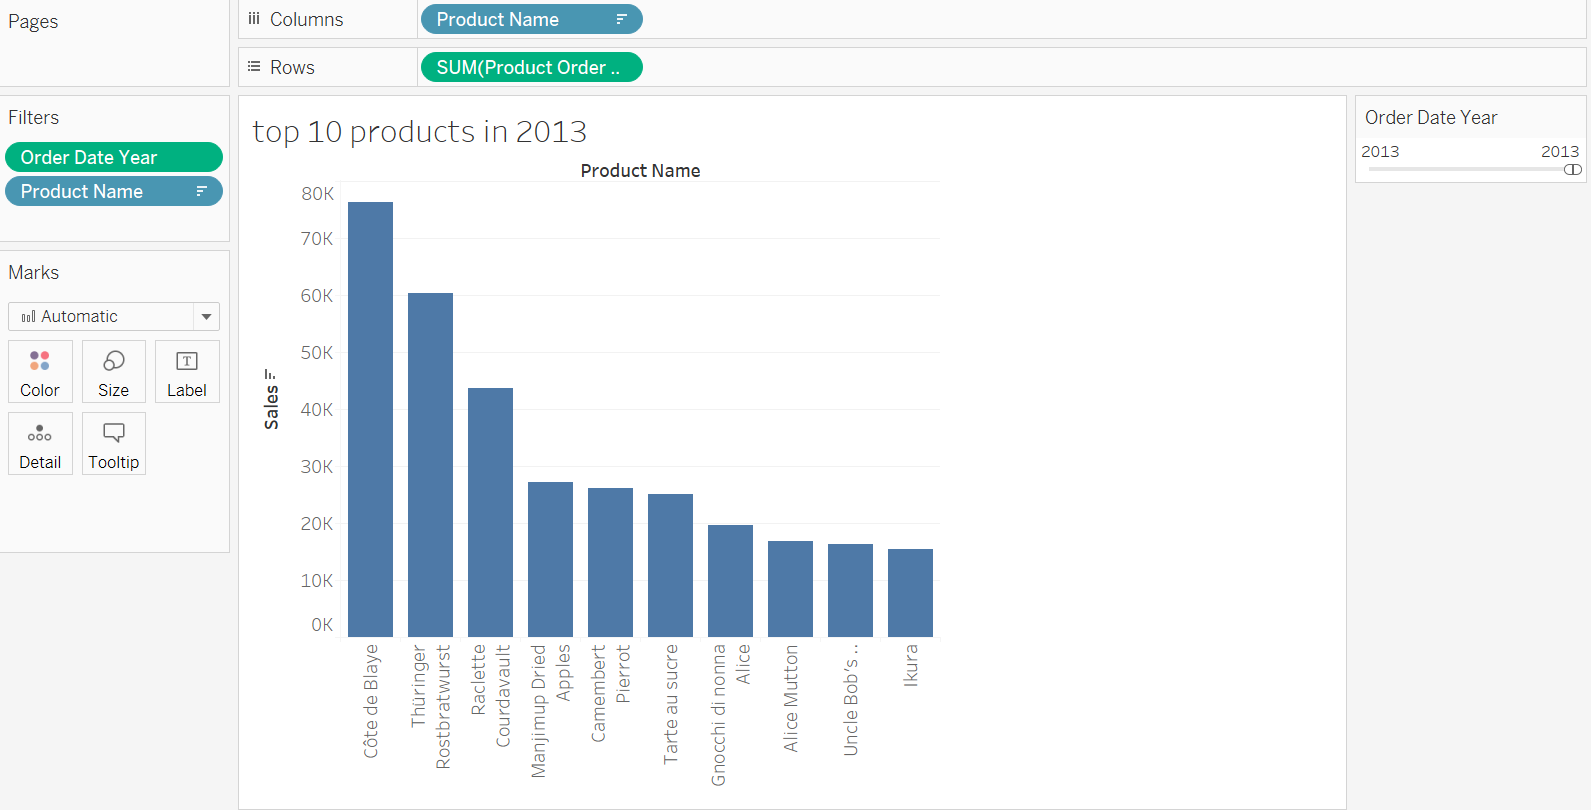 Pages
Columns
Product Name
Rows
SUM(Product Order ..
Filters
Order Date Year
Product Name
Marks
Automatic
Color
Size
Label
Detail
Tooltip
top 10 products in 2013
Product Name
Sales
80K
70K
60K
50K
40K
30K
20K
10K
0K
Côte de Blaye
Thüringer
Rostbratwurst
Raclette
Courdavault
Manjimup Dried
Apples
Camembert
Pierrot
Tarte au sucre
Gnocchi di nonna
Alice
Alice Mutton
Uncle Bob's ..
Ikura
Order Date Year
2013 2013